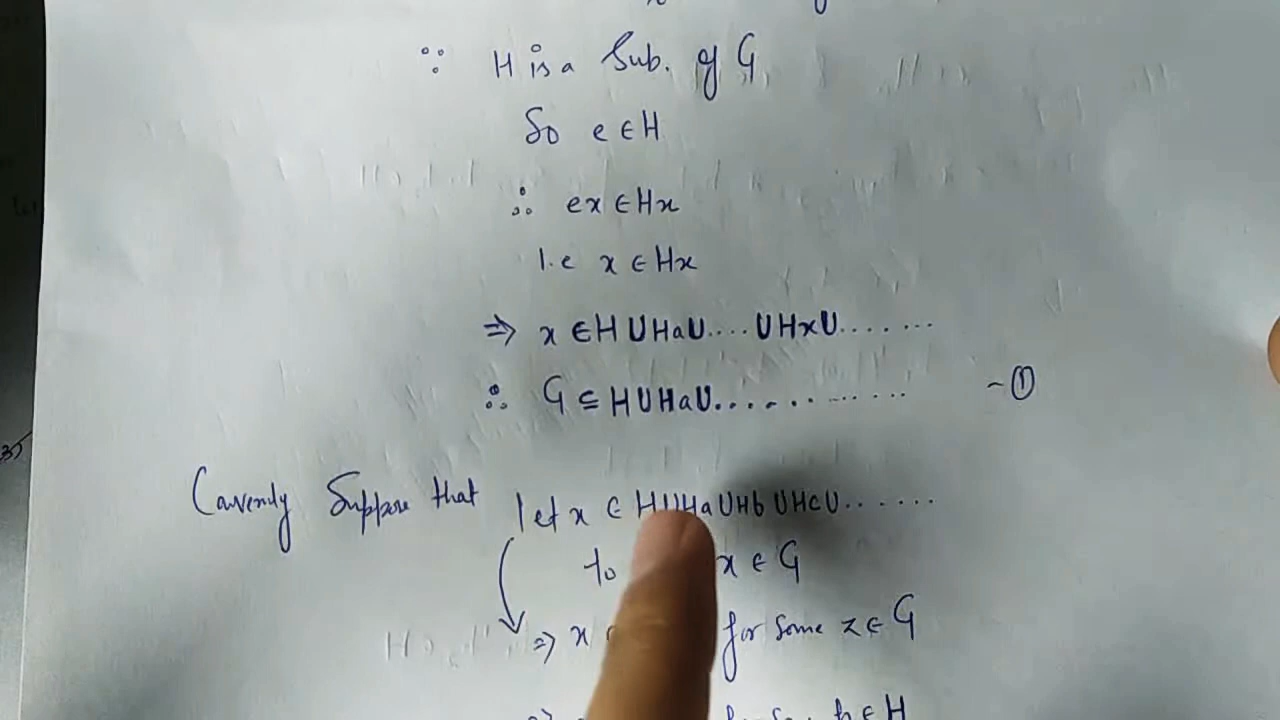 ∵ H is a Sub. of G
So e ∈ H
∴ ex ∈ Hx
I.e x ∈ Hx
⇒ x ∈ H U Ha U.... U Hx U.......
∴ G ⊆ H U Ha U............ ~ ①
Suppose that let x ∈ H U Ha U Hb U Hc U.......
to x ∈ G
⇒ x for some z ∈ G
h ∈ H